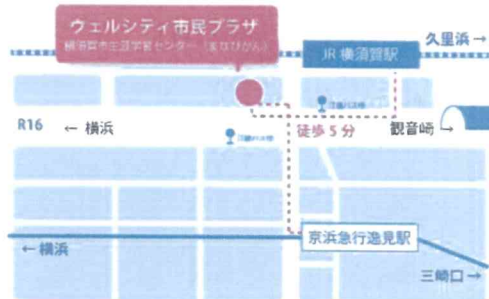 ウェルシティ市民プラザ
横須賀市生涯学習センター（まなびかん）
JR 横須賀駅
久里浜 →
R16
← 横浜
徒歩 5 分
観音崎
京浜急行逸見駅
← 横浜
三崎口